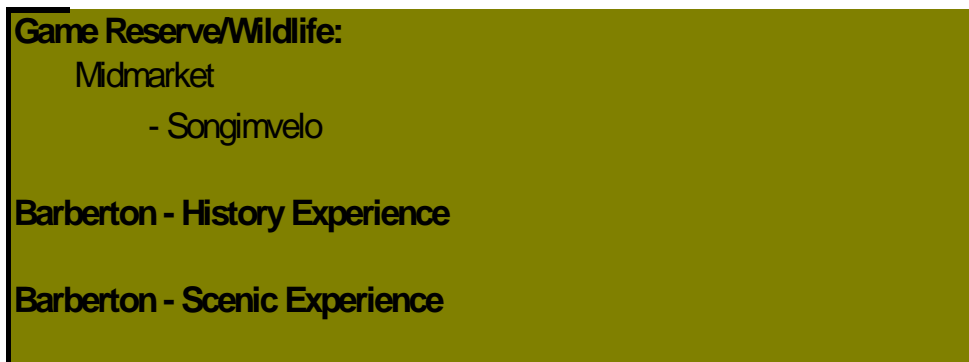 Game Reserve/Wildlife:
Midmarket
- Songimvelo
Barberton - History Experience
Barberton - Scenic Experience